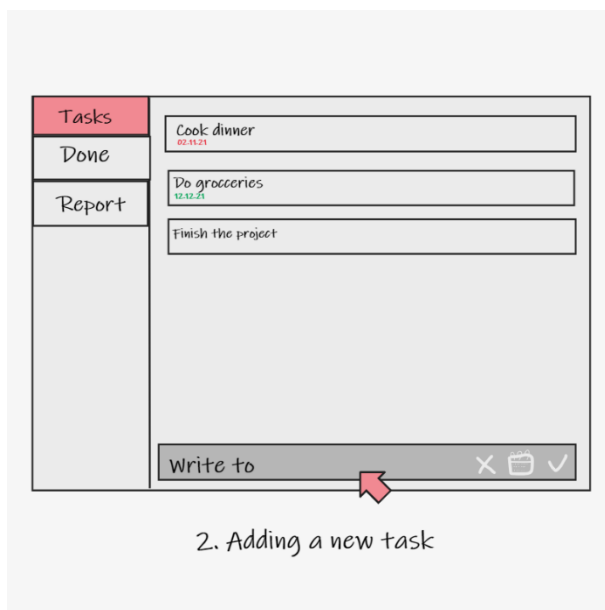 Tasks
Done
Report
Cook dinner
02.11.21
Do grocceries
12.12.21
Finish the project
Write to
2. Adding a new task